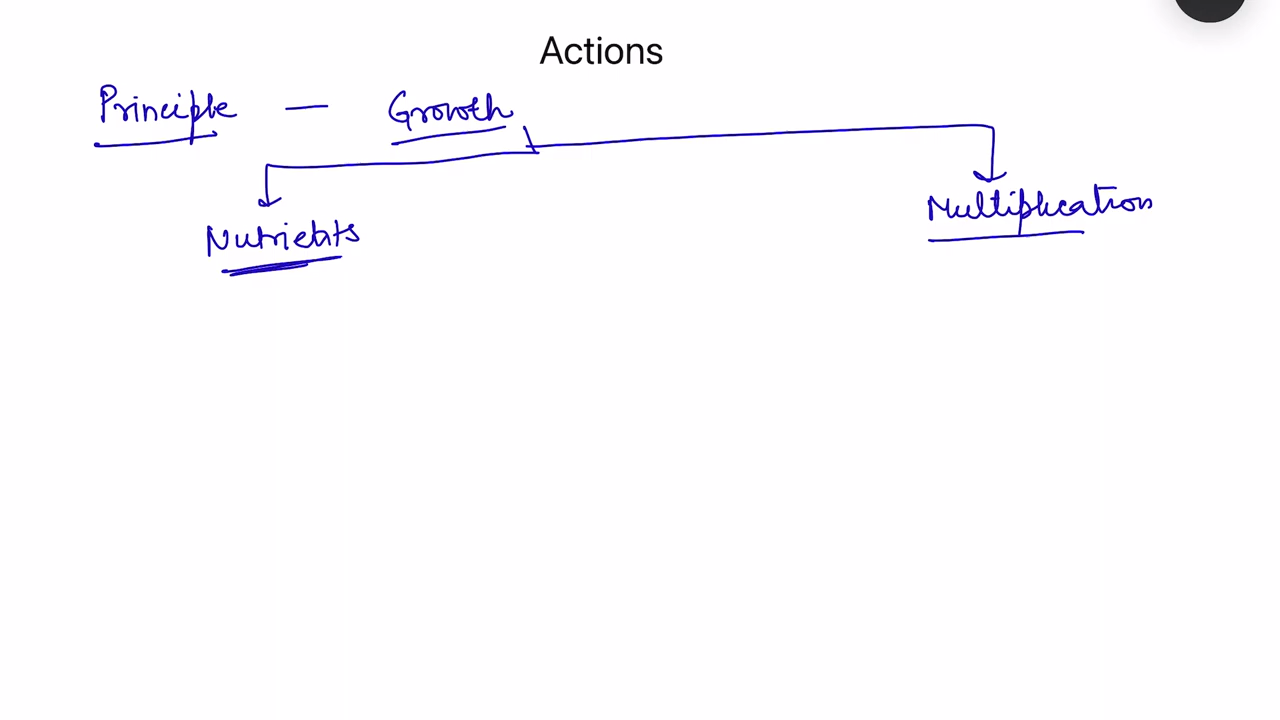 Actions
Principle — Growth
Multiplication
Nutrients